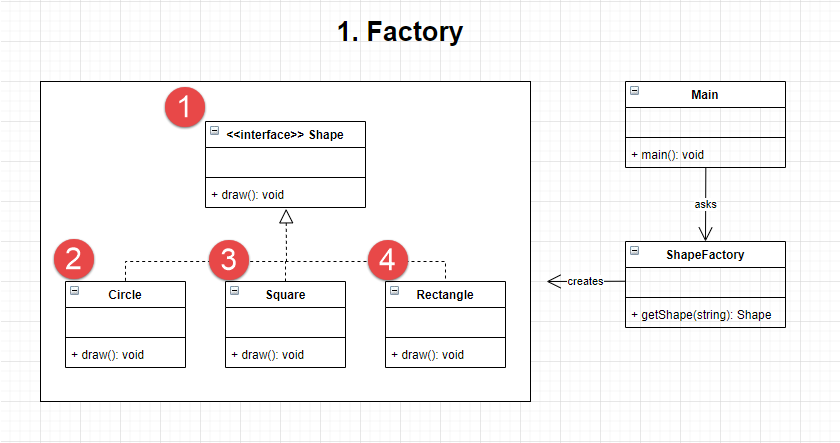 1. Factory
1
<<interface>> Shape
+ draw(): void
2
Circle
+ draw(): void
3
Square
+ draw(): void
4
Rectangle
+ draw(): void
Main
+ main(): void
asks
ShapeFactory
+ getShape(string): Shape
creates